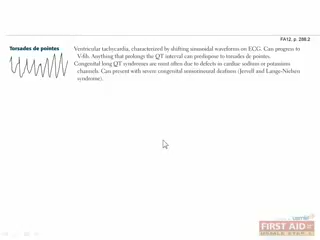 FA12, p. 288.2
Torsades de pointes
Ventricular tachycardia, characterized by shifting sinusoidal waveforms on ECG. Can progress to
V-fib. Anything that prolongs the QT interval can predispose to torsades de pointes.
Congenital long QT syndromes are most often due to defects in cardiac sodium or potassium
channels. Can present with severe congenital sensorineural deafness (Jervell and Lange-Nielsen
syndrome).
FIRST AID